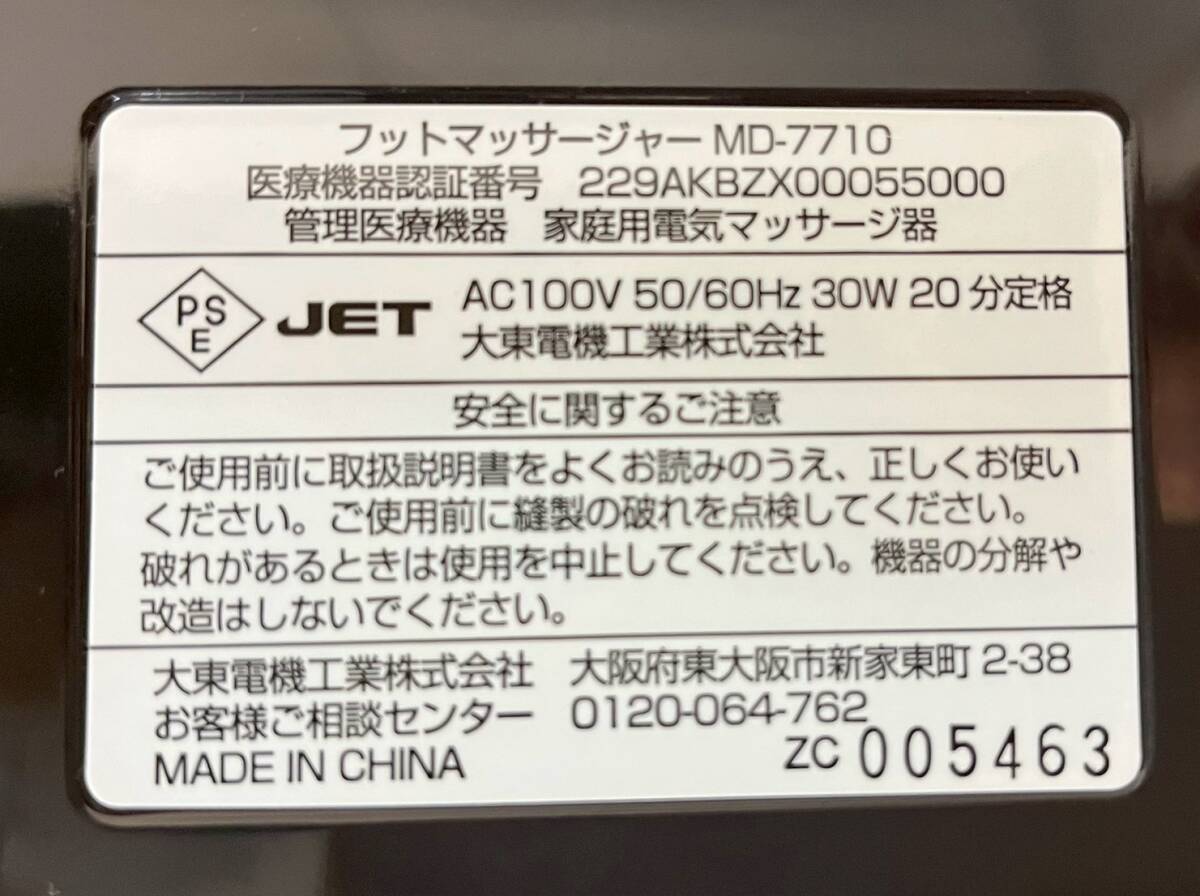 フットマッサージャー MD-7710
医療機器認証番号 229AKBZX00055000
管理医療機器 家庭用電気マッサージ器
PSE JET AC100V 50/60Hz 30W 20分定格
大東電機工業株式会社
安全に関するご注意
ご使用前に取扱説明書をよくお読みのうえ、正しくお使い
ください。ご使用前に縫製の破れを点検してください。
破れがあるときは使用を中止してください。機器の分解や
改造はしないでください。
大東電機工業株式会社 大阪府東大阪市新家東町 2-38
お客様ご相談センター 0120-064-762
MADE IN CHINA ZC 005463